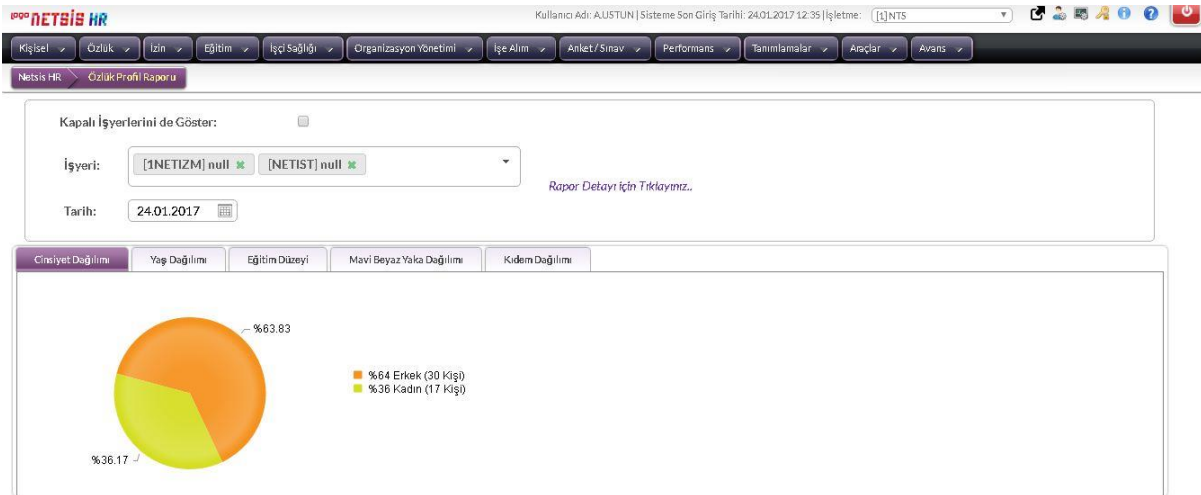 logo NETSİS HR
Kullanıcı Adı: A.USTUN | Sisteme Son Giriş Tarihi: 24.01.2017 12:35 | İşletme: [1] NTS
Kişisel Özlük İzin Eğitim İşçi Sağlığı Organizasyon Yönetimi İşe Alım Anket / Sınav Performans Tanımlamalar Araçlar Avans
Netsis HR Özlük Profil Raporu
Kapalı İşyerlerini de Göster:
İşyeri: [1NETIZM] null [NETIST] null
Rapor Detayı için Tıklayınız..
Tarih: 24.01.2017
Cinsiyet Dağılımı Yaş Dağılımı Eğitim Düzeyi Mavi Beyaz Yaka Dağılımı Kıdem Dağılımı
%63.83
%64 Erkek (30 Kişi)
%36 Kadın (17 Kişi)
%36.17